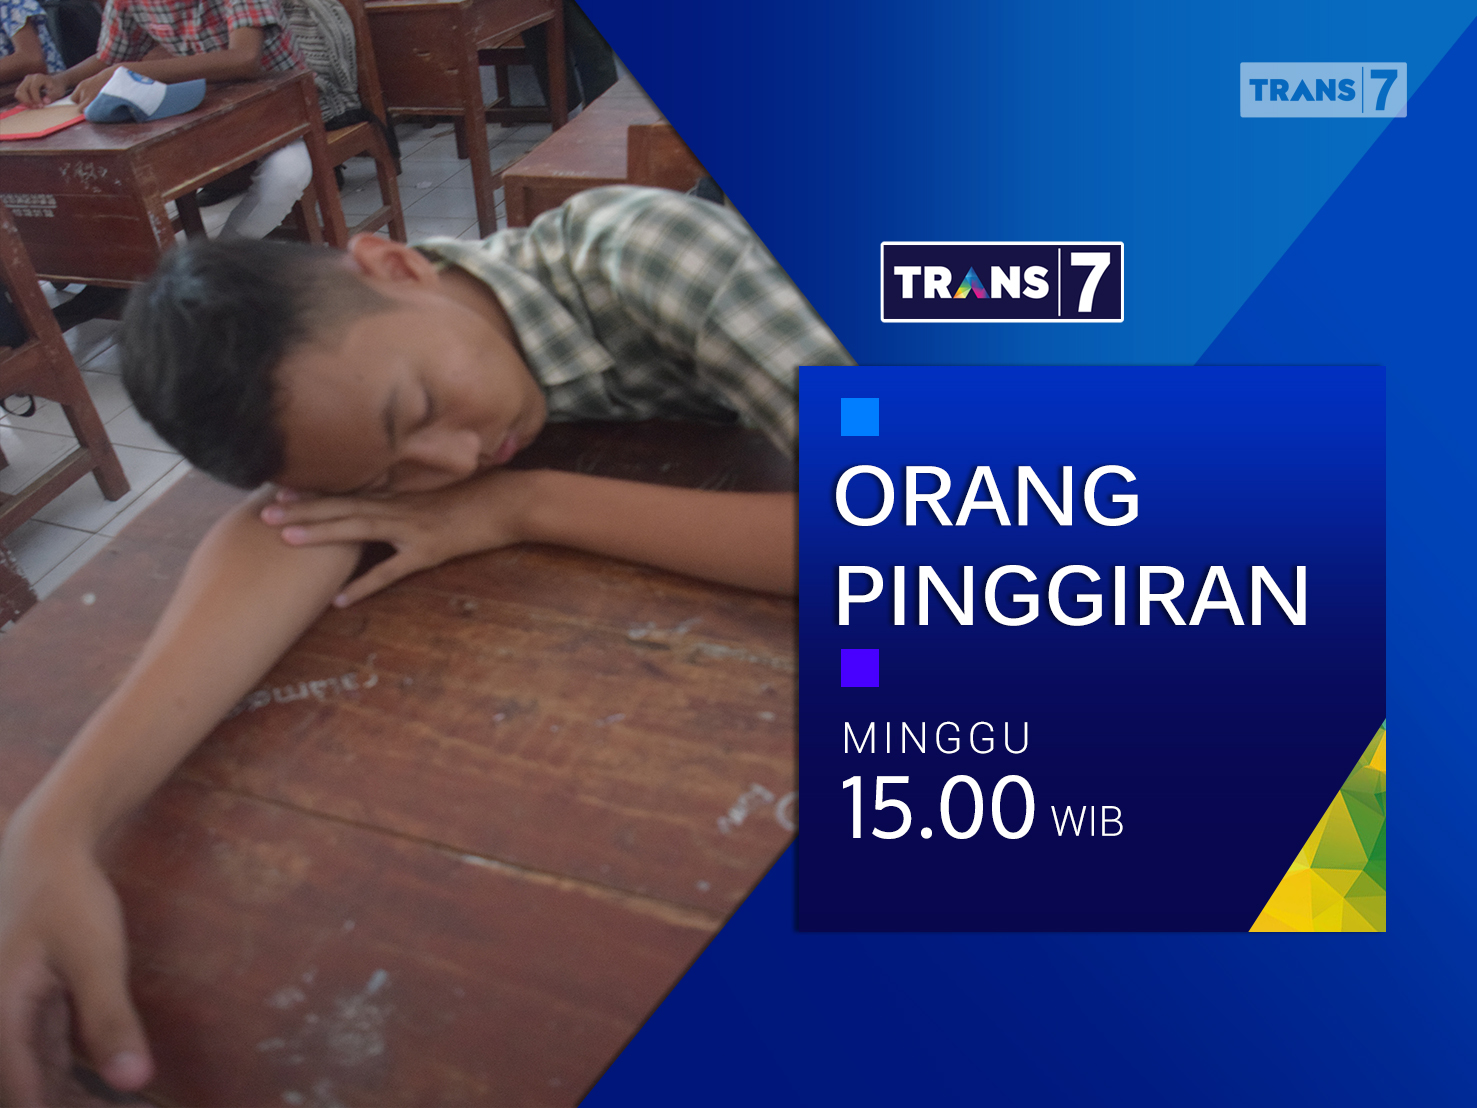 TRANS 7
TRANS 7
ORANG
PINGGIRAN
MINGGU
15.00 WIB